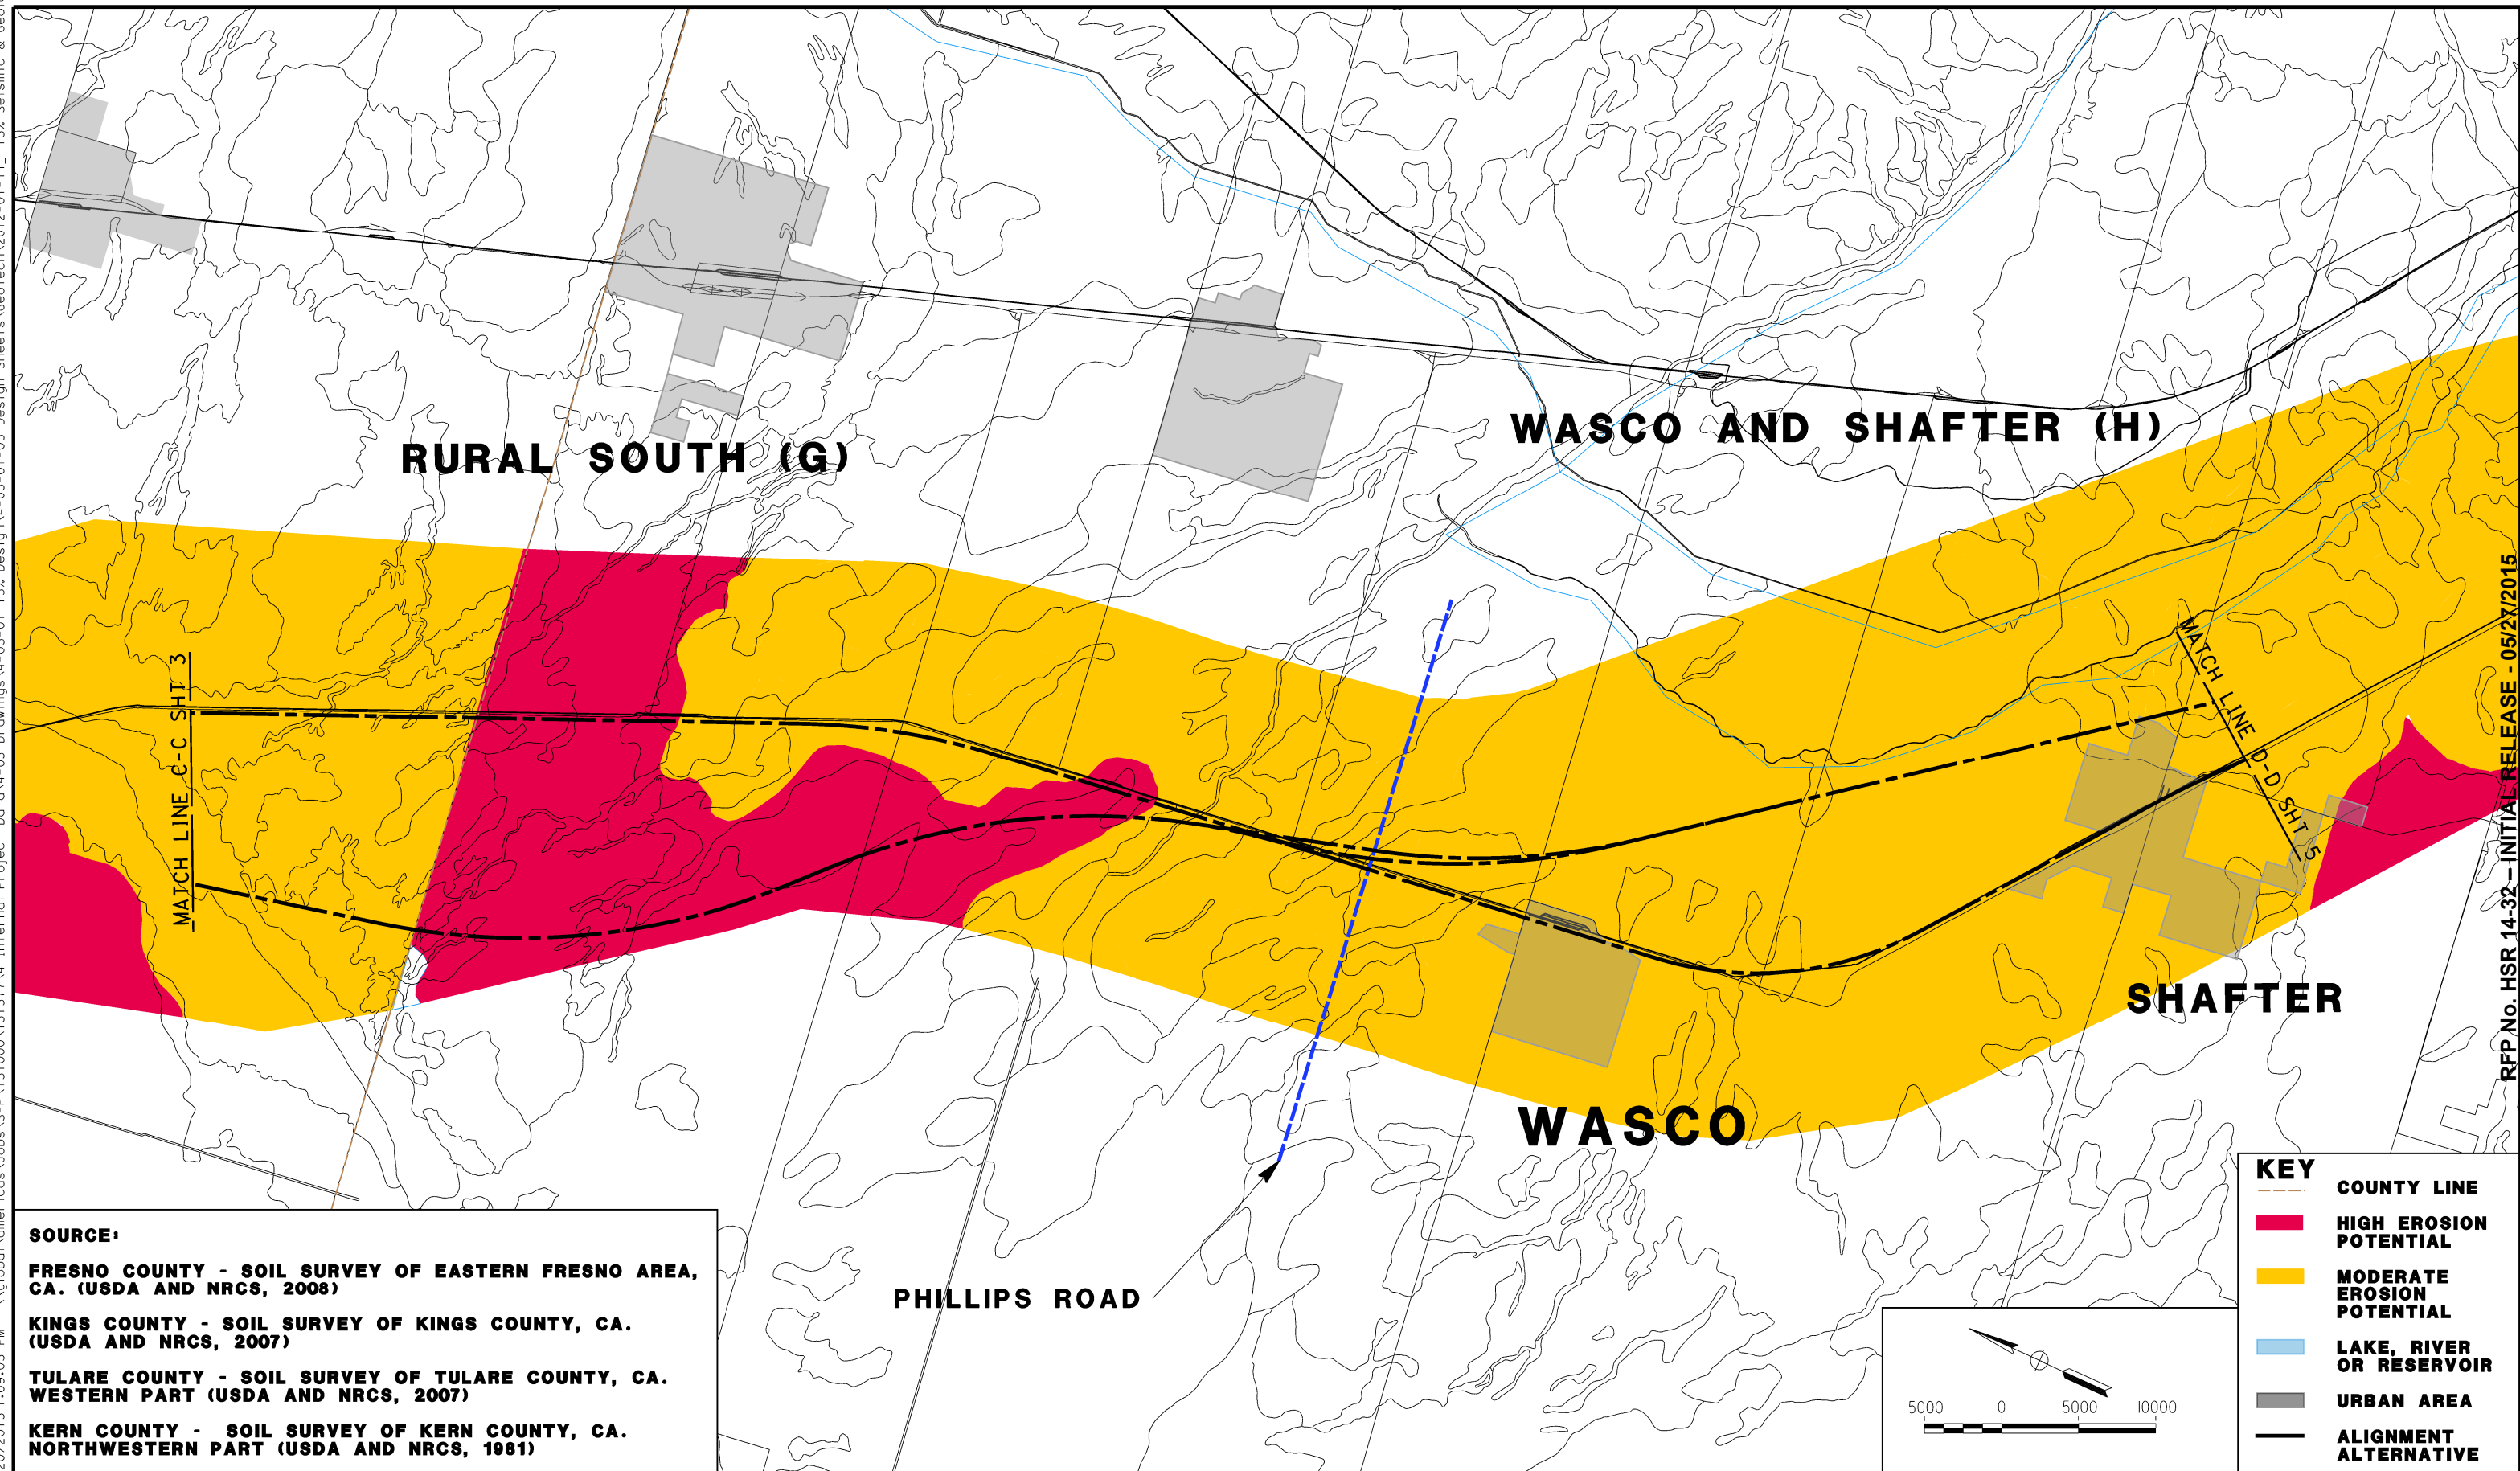 RURAL SOUTH (G)
WASCO AND SHAFTER (H)
MATCH LINE C-C SHT 3
MATCH LINE D-D SHT 5
SHAFTER
WASCO
PHILLIPS ROAD
RFP No. HSR 14-32 – INITIAL RELEASE - 05/27/2015
SOURCE:
FRESNO COUNTY - SOIL SURVEY OF EASTERN FRESNO AREA,
CA. (USDA AND NRCS, 2008)
KINGS COUNTY - SOIL SURVEY OF KINGS COUNTY, CA.
(USDA AND NRCS, 2007)
TULARE COUNTY - SOIL SURVEY OF TULARE COUNTY, CA.
WESTERN PART (USDA AND NRCS, 2007)
KERN COUNTY - SOIL SURVEY OF KERN COUNTY, CA.
NORTHWESTERN PART (USDA AND NRCS, 1981)
5000 0 5000 10000
KEY
COUNTY LINE
HIGH EROSION
POTENTIAL
MODERATE
EROSION
POTENTIAL
LAKE, RIVER
OR RESERVOIR
URBAN AREA
ALIGNMENT
ALTERNATIVE